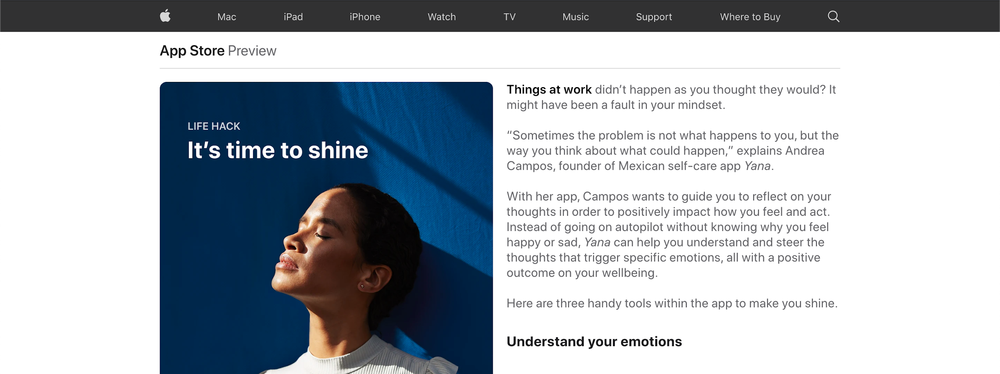 Mac iPad iPhone Watch TV Music Support Where to Buy
App Store Preview
LIFE HACK
It’s time to shine
Things at work didn’t happen as you thought they would? It
might have been a fault in your mindset.
“Sometimes the problem is not what happens to you, but the
way you think about what could happen,” explains Andrea
Campos, founder of Mexican self-care app Yana.
With her app, Campos wants to guide you to reflect on your
thoughts in order to positively impact how you feel and act.
Instead of going on autopilot without knowing why you feel
happy or sad, Yana can help you understand and steer the
thoughts that trigger specific emotions, all with a positive
outcome on your wellbeing.
Here are three handy tools within the app to make you shine.
Understand your emotions